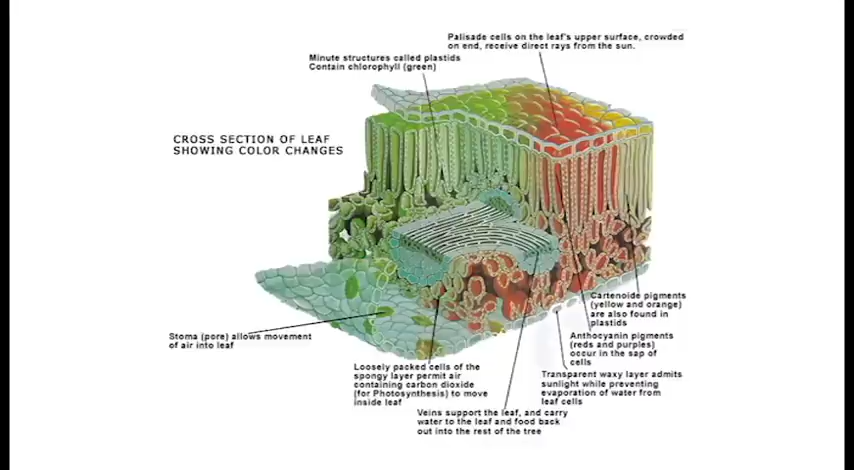 Palisade cells on the leaf's upper surface, crowded
on end, receive direct rays from the sun.
Minute structures called plastids
Contain chlorophyll (green)
CROSS SECTION OF LEAF
SHOWING COLOR CHANGES
Cartenoide pigments
(yellow and orange)
are also found in
plastids
Stoma (pore) allows movement
of air into leaf
Anthocyanin pigments
(reds and purples)
occur in the sap of
cells
Loosely packed cells of the
spongy layer permit air
containing carbon dioxide
(for Photosynthesis) to move
inside leaf
Transparent waxy layer admits
sunlight while preventing
evaporation of water from
leaf cells
Veins support the leaf, and carry
water to the leaf and food back
out into the rest of the tree